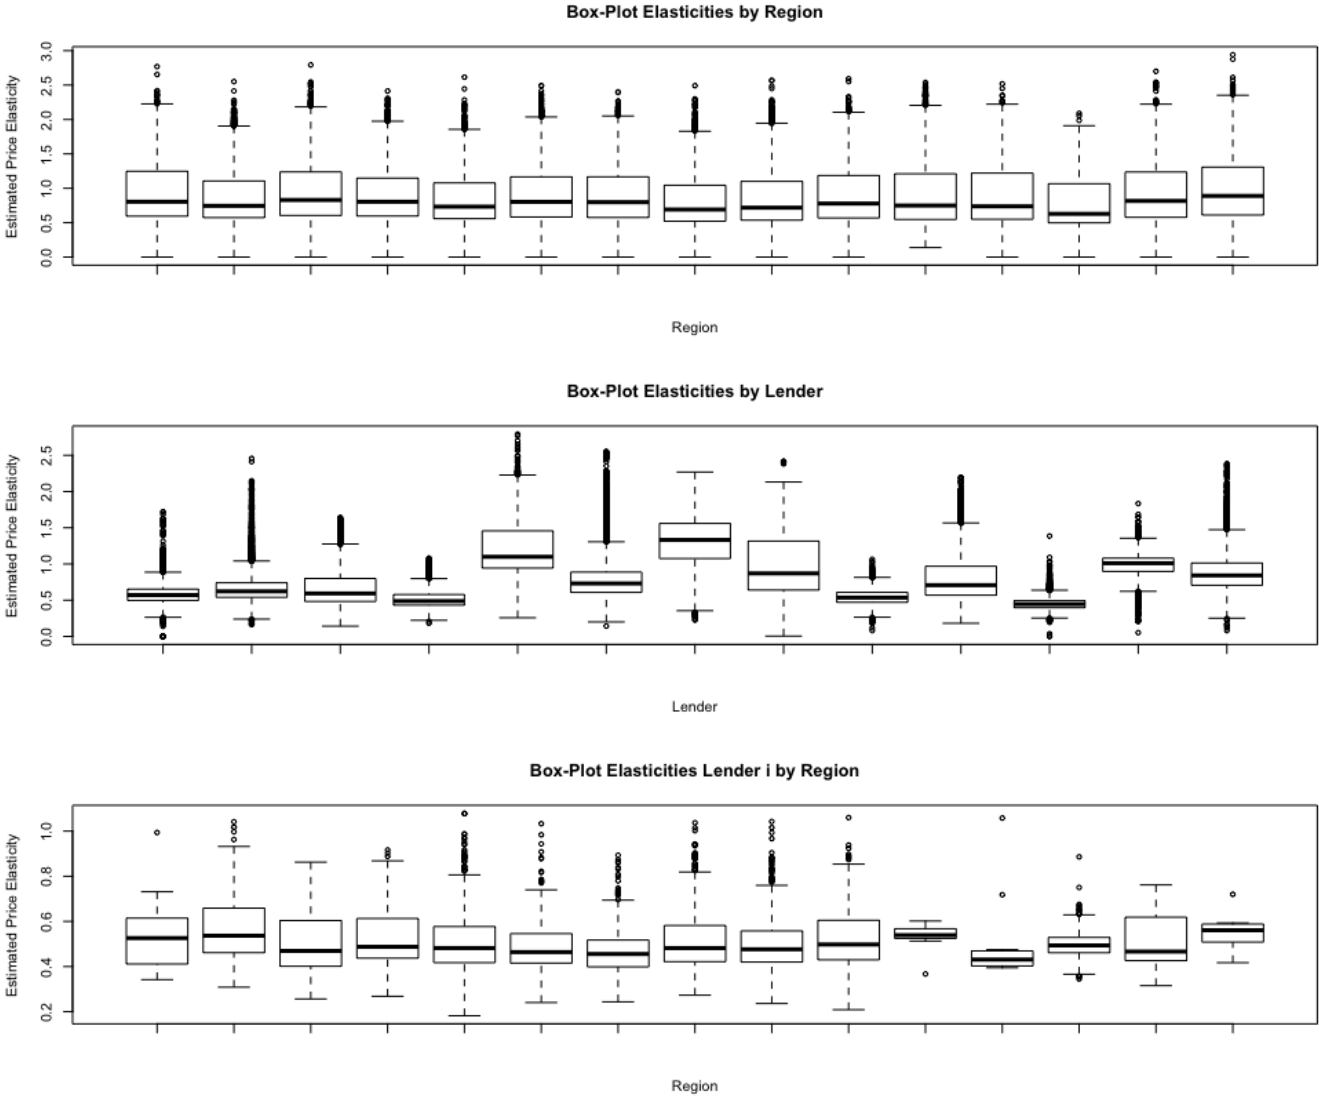 Box-Plot Elasticities by Region
Estimated Price Elasticity
3.0
2.5
2.0
1.5
1.0
0.5
0.0
Region
Box-Plot Elasticities by Lender
Estimated Price Elasticity
2.5
2.0
1.5
1.0
0.5
0.0
Lender
Box-Plot Elasticities Lender i by Region
Estimated Price Elasticity
1.0
0.8
0.6
0.4
0.2
Region